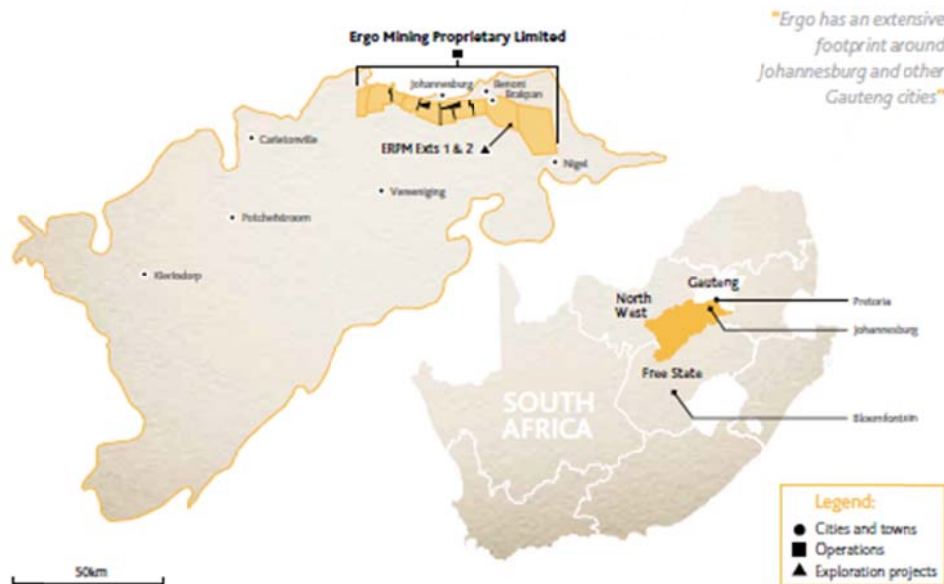 "Ergo has an extensive
footprint around
Johannesburg and other
Gauteng cities"
Ergo Mining Proprietary Limited
Johannesburg
Benoni
Brakpan
Carletonville
ERPM Exts 1 & 2
Nigel
Vereeniging
Potchefstroom
Klerksdorp
Gauteng
North
West
Pretoria
Johannesburg
Free State
SOUTH
AFRICA
Bloemfontein
Legend:
Cities and towns
Operations
Exploration projects
50km